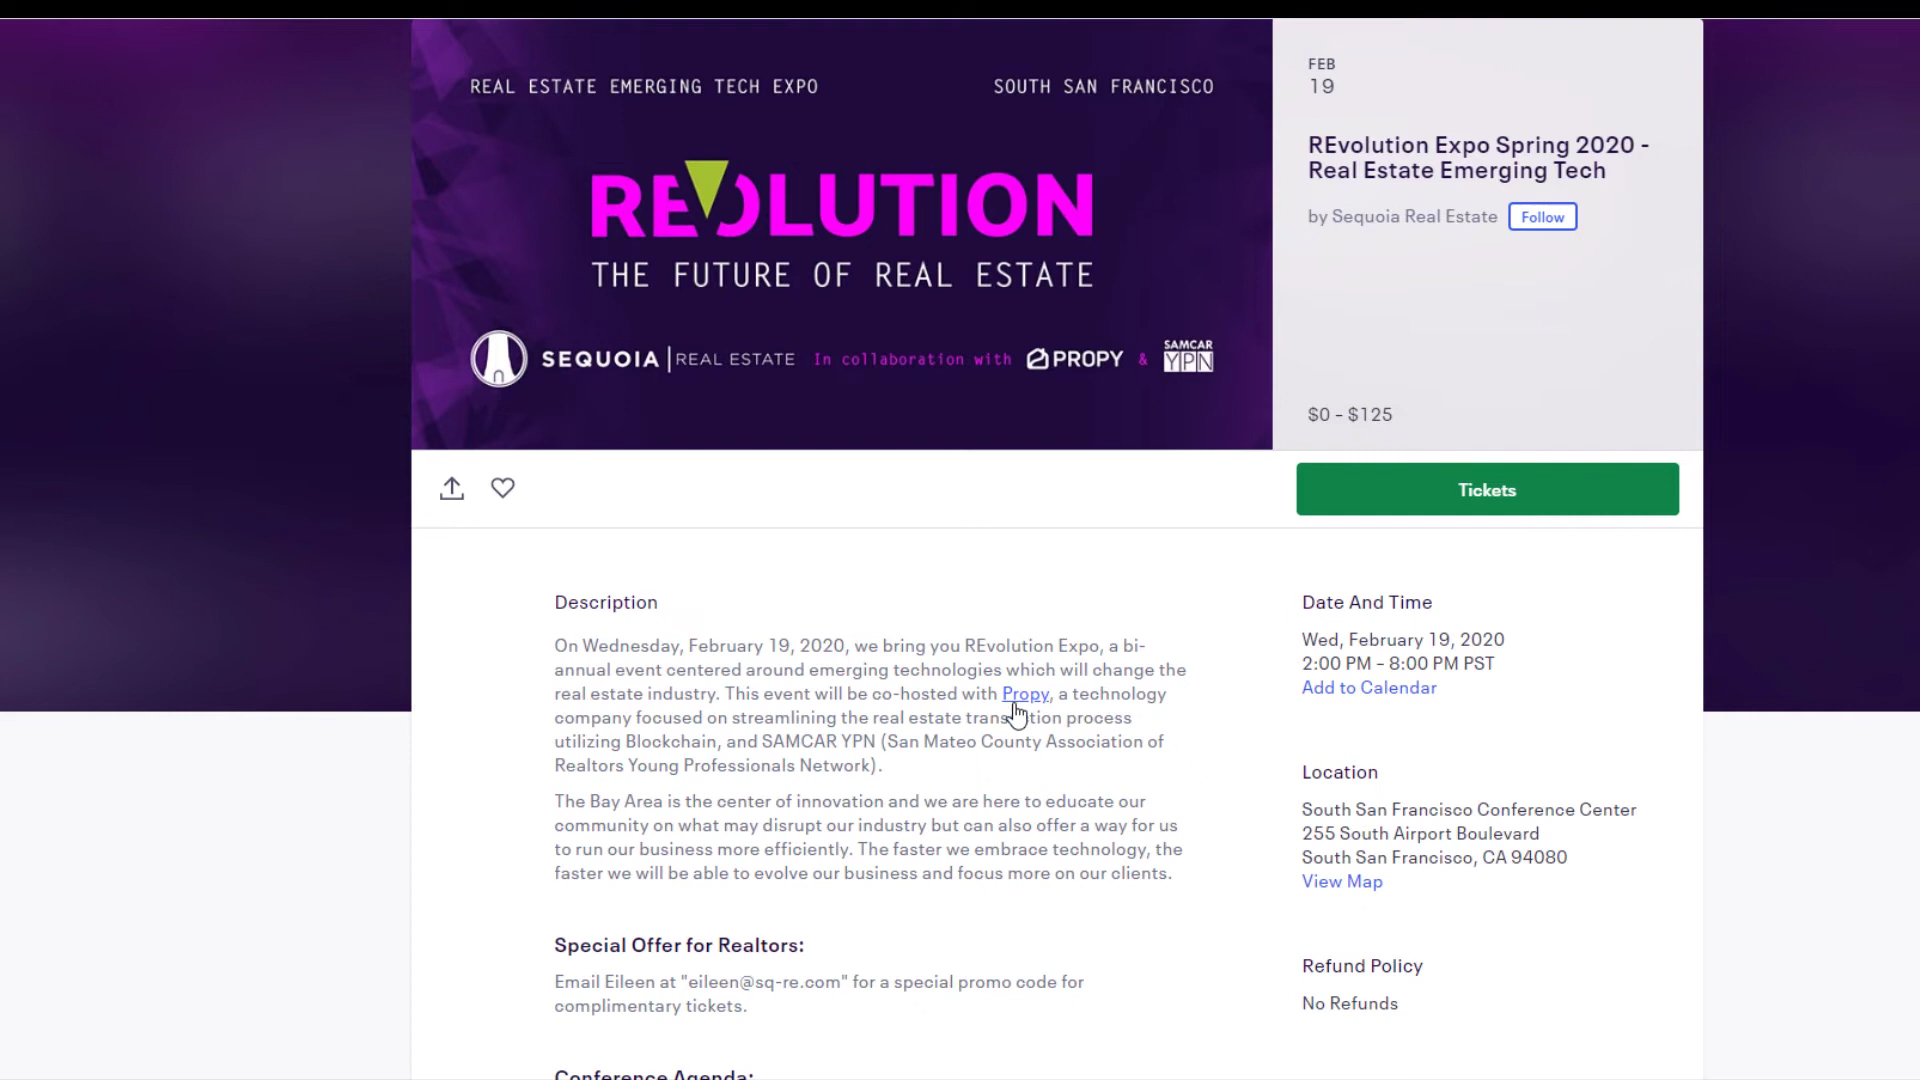 REAL ESTATE EMERGING TECH EXPO
SOUTH SAN FRANCISCO
REVOLUTION
THE FUTURE OF REAL ESTATE
SEQUOIA | REAL ESTATE In collaboration with PROPY & SAMCAR YPN
FEB
19
REvolution Expo Spring 2020 -
Real Estate Emerging Tech
by Sequoia Real Estate Follow
$0 – $125
Tickets
Description
On Wednesday, February 19, 2020, we bring you REvolution Expo, a bi-
annual event centered around emerging technologies which will change the
real estate industry. This event will be co-hosted with Propy, a technology
company focused on streamlining the real estate transaction process
utilizing Blockchain, and SAMCAR YPN (San Mateo County Association of
Realtors Young Professionals Network).
The Bay Area is the center of innovation and we are here to educate our
community on what may disrupt our industry but can also offer a way for us
to run our business more efficiently. The faster we embrace technology, the
faster we will be able to evolve our business and focus more on our clients.
Special Offer for Realtors:
Email Eileen at "eileen@sq-re.com" for a special promo code for
complimentary tickets.
Conference Agenda:
Date And Time
Wed, February 19, 2020
2:00 PM – 8:00 PM PST
Add to Calendar
Location
South San Francisco Conference Center
255 South Airport Boulevard
South San Francisco, CA 94080
View Map
Refund Policy
No Refunds